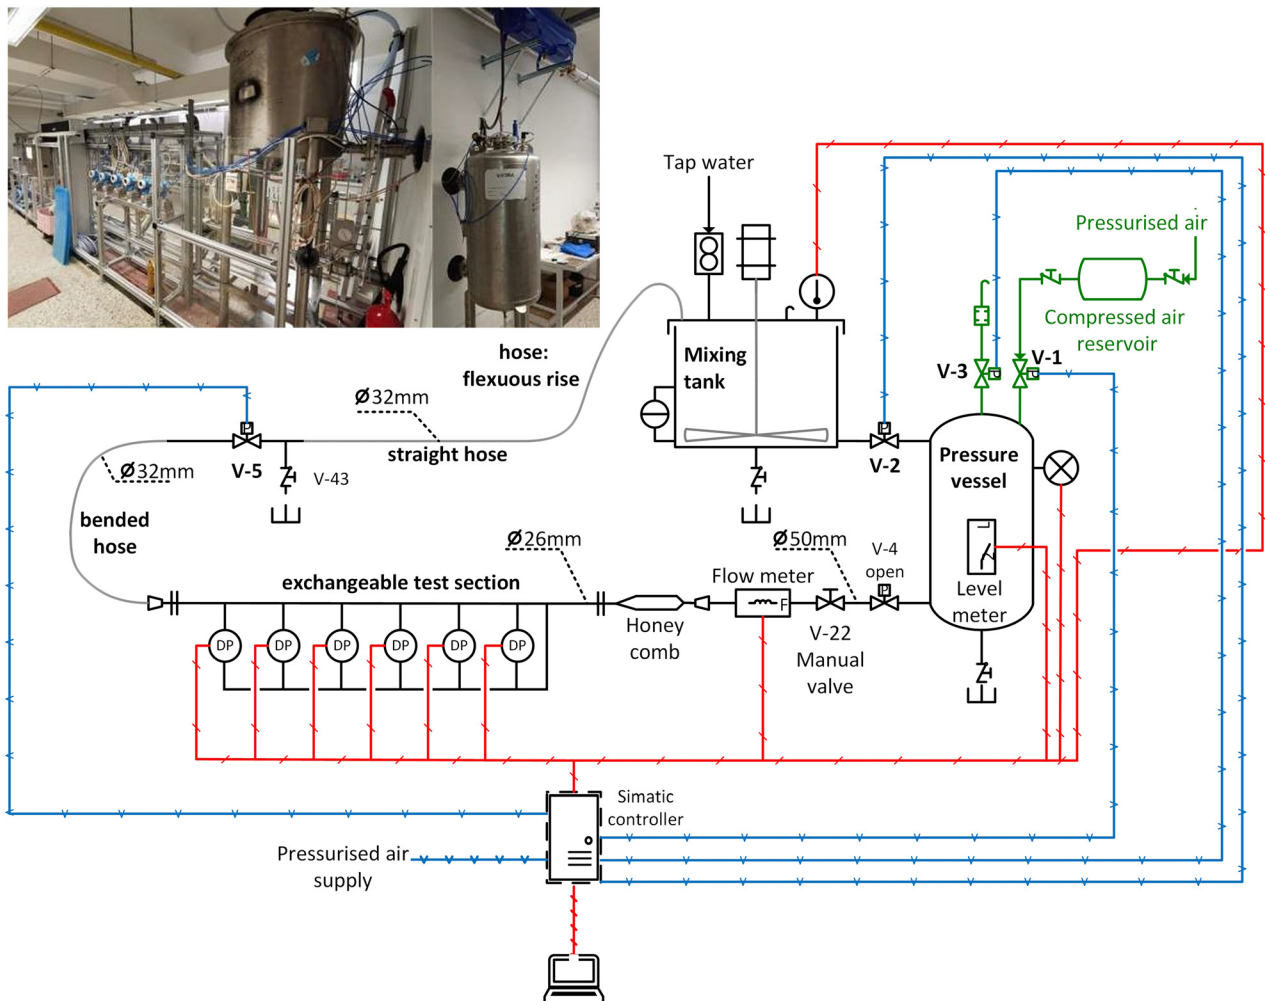 Tap water
Pressurised air
Compressed air
reservoir
V-3
V-1
Mixing
tank
hose:
flexuous rise
Ø32mm
straight hose
V-5
V-43
Ø32mm
bended
hose
P
P
V-2
Pressure
vessel
L
Level
meter
Ø26mm
Ø50mm
V-4
open
P
exchangeable test section
Flow meter
F
Honey
comb
V-22
Manual
valve
DP
DP
DP
DP
DP
DP
Simatic
controller
Pressurised air
supply